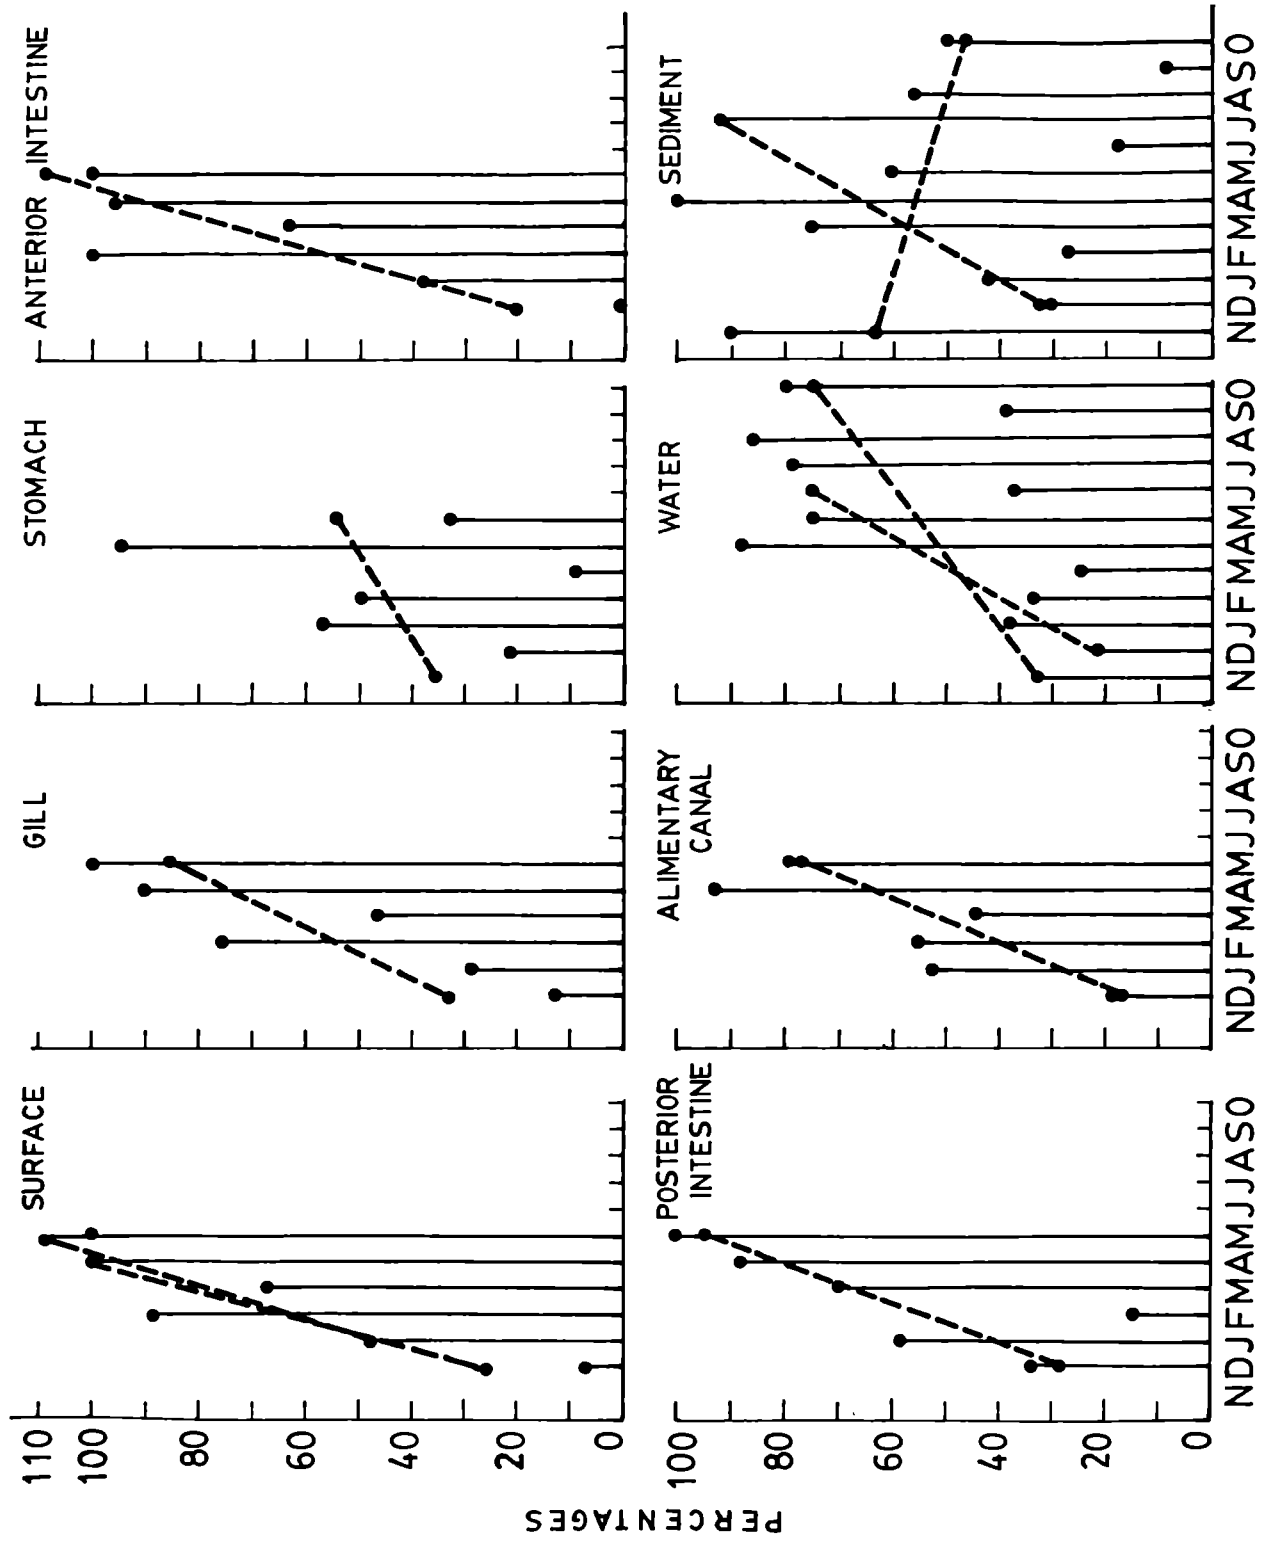 SURFACE
GILL
STOMACH
ANTERIOR INTESTINE
110
100
80
60
40
20
0
PERCENTAGES
POSTERIOR
INTESTINE
ALIMENTARY
CANAL
WATER
SEDIMENT
100
80
60
40
20
0
NDJFMAMJJASO
NDJFMAMJJASO
NDJFMAMJJASO
NDJFMAMJJASO